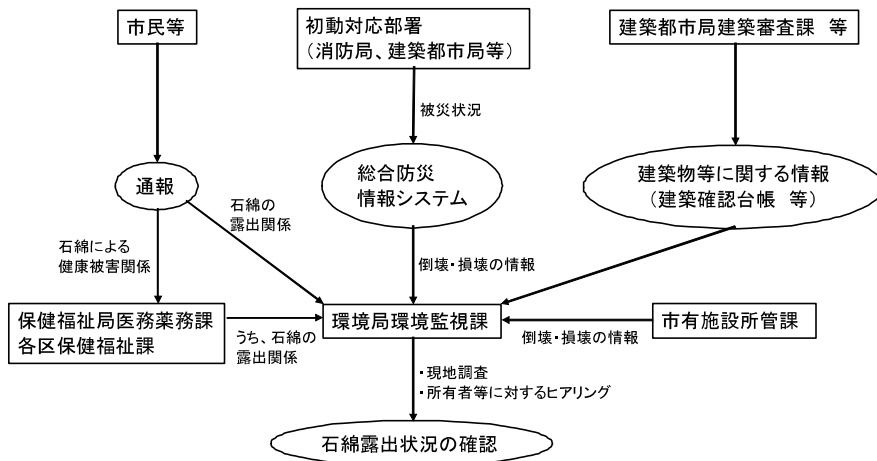 市民等
初動対応部署
（消防局、建築都市局等）
建築都市局建築審査課　等
被災状況
通報
総合防災
情報システム
建築物等に関する情報
（建築確認台帳　等）
石綿の
露出関係
石綿による
健康被害関係
倒壊・損壊の情報
保健福祉局医務薬務課
各区保健福祉課
うち、石綿の
露出関係
環境局環境監視課
倒壊・損壊の情報
市有施設所管課
・現地調査
・所有者等に対するヒアリング
石綿露出状況の確認